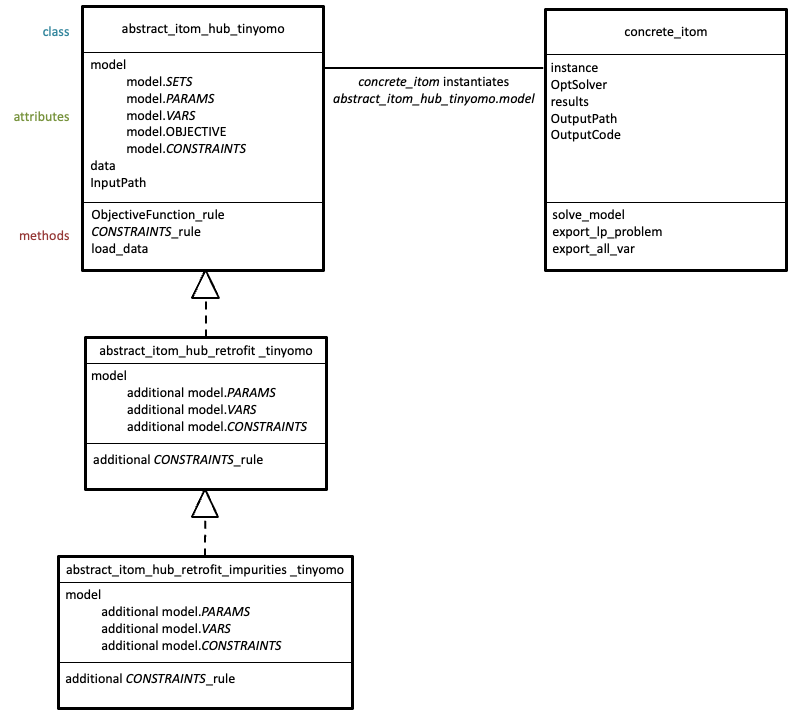 class
abstract_itom_hub_tinyomo
model
model.SETS
model.PARAMS
model.VARS
model.OBJECTIVE
model.CONSTRAINTS
data
InputPath
attributes
ObjectiveFunction_rule
CONSTRAINTS_rule
load_data
methods
concrete_itom instantiates
abstract_itom_hub_tinyomo.model
concrete_itom
instance
OptSolver
results
OutputPath
OutputCode
solve_model
export_lp_problem
export_all_var
abstract_itom_hub_retrofit _tinyomo
model
additional model.PARAMS
additional model.VARS
additional model.CONSTRAINTS
additional CONSTRAINTS_rule
abstract_itom_hub_retrofit_impurities _tinyomo
model
additional model.PARAMS
additional model.VARS
additional model.CONSTRAINTS
additional CONSTRAINTS_rule